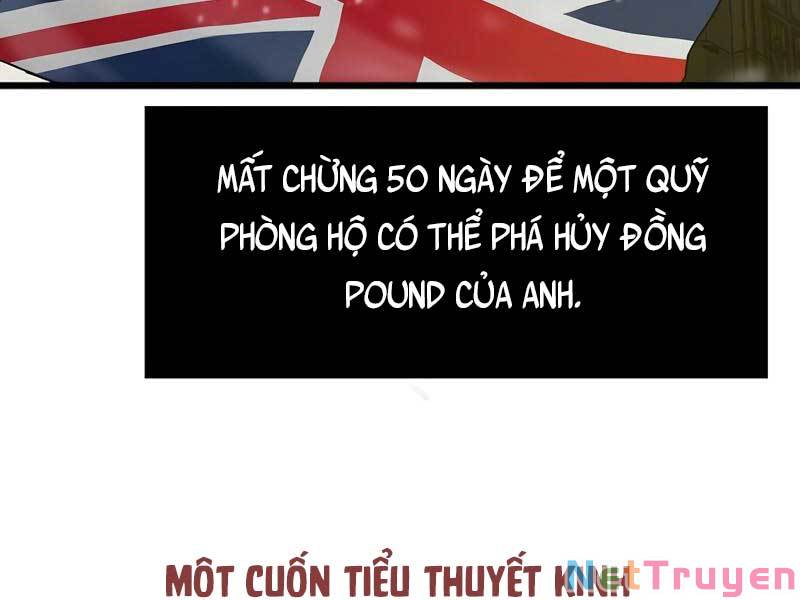 MẤT CHỪNG 50 NGÀY ĐỂ MỘT QUỸ
PHÒNG HỘ CÓ THỂ PHÁ HỦY ĐỒNG
POUND CỦA ANH.
MỘT CUỐN TIỂU THUYẾT KINH
NetTruyen